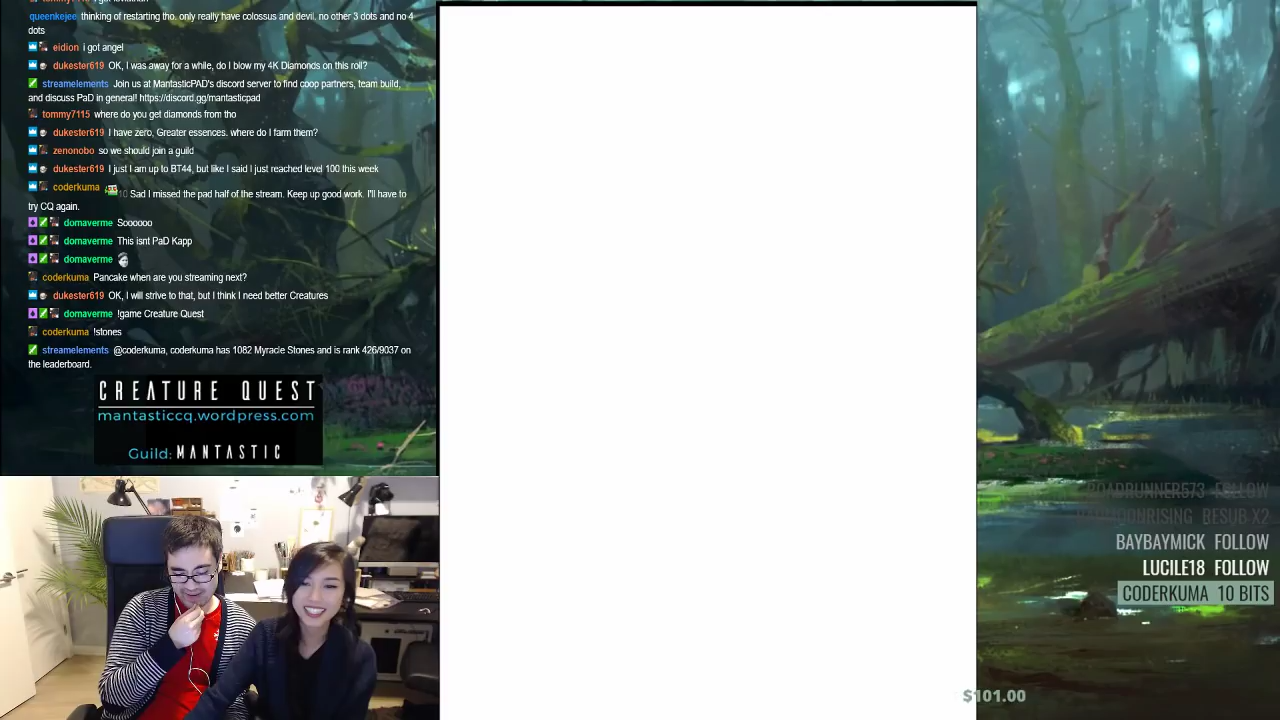 queenkejee thinking of restarting tho. only really have colossus and devil. no other 3 dots and no 4
dots
eidion i got angel
dukester619 OK, I was away for a while, do I blow my 4K Diamonds on this roll?
streamelements Join us at MantasticPAD's discord server to find coop partners, team build,
and discuss PaD in general! https://discord.gg/mantasticpad
tommy7115 where do you get diamonds from tho
dukester619 I have zero, Greater essences. where do I farm them?
zenonobo so we should join a guild
dukester619 I just I am up to BT44, but like I said I just reached level 100 this week
coderkuma 10 Sad I missed the pad half of the stream. Keep up good work. I'll have to
try CQ again.
domaverme Soooooo
domaverme This isnt PaD Kapp
domaverme
coderkuma Pancake when are you streaming next?
dukester619 OK, I will strive to that, but I think I need better Creatures
domaverme !game Creature Quest
coderkuma !stones
streamelements @coderkuma, coderkuma has 1082 Myracle Stones and is rank 426/9037 on
the leaderboard.
CREATURE QUEST
mantasticcq.wordpress.com
Guild: MANTASTIC
ROADRUNNER573 FOLLOW
RESUB X2
BAYBAYMICK FOLLOW
LUCILE18 FOLLOW
CODERKUMA 10 BITS
$101.00